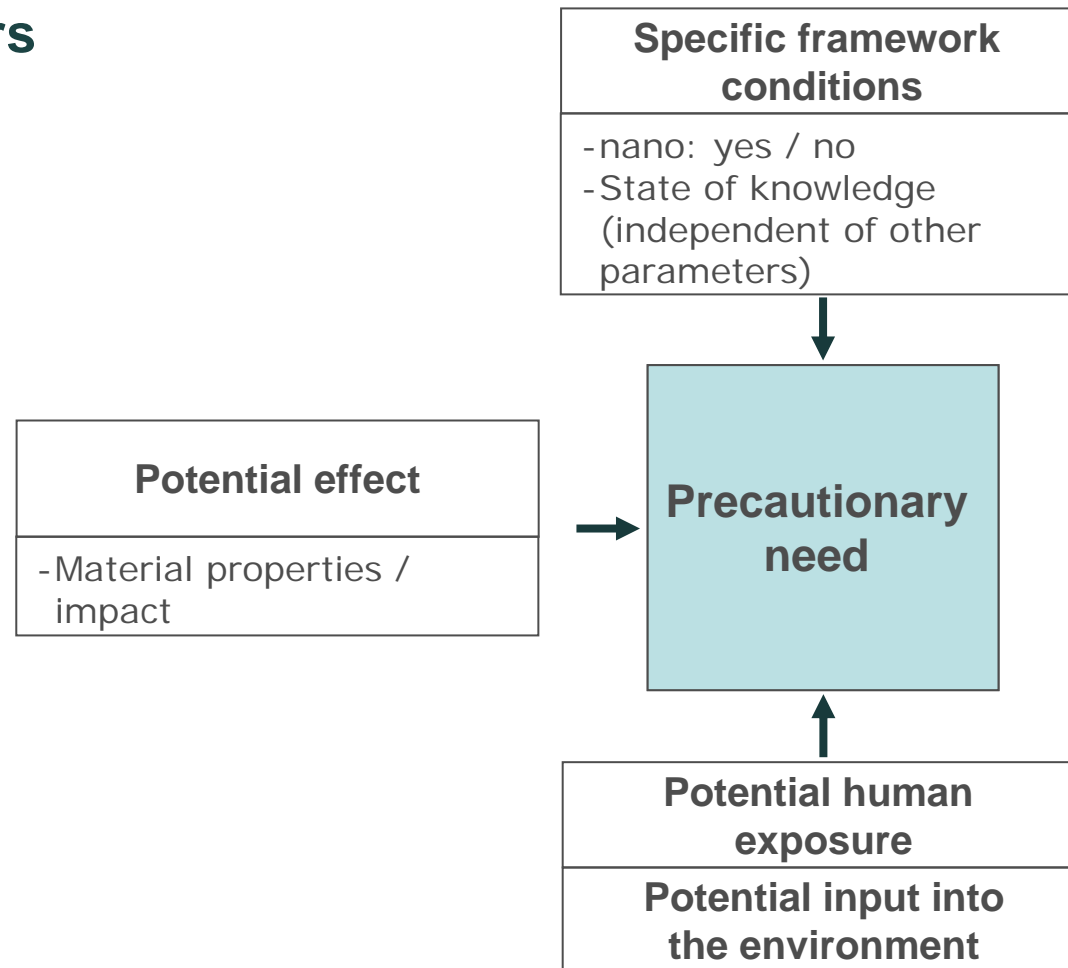 rs
Specific framework
conditions
-nano: yes / no
-State of knowledge
(independent of other
parameters)
Potential effect
-Material properties /
impact
Precautionary
need
Potential human
exposure
Potential input into
the environment